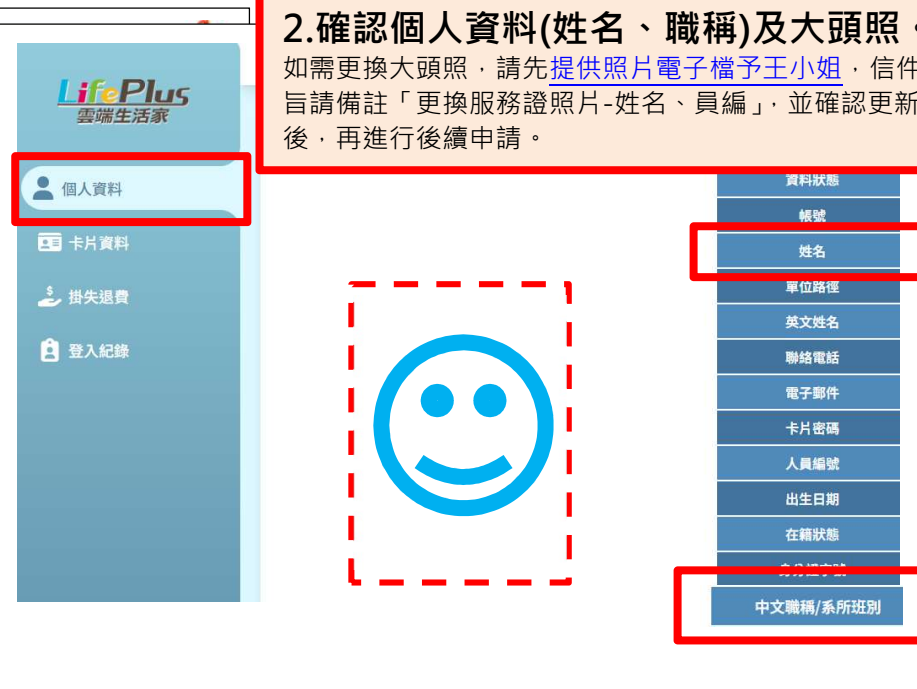 2.確認個人資料(姓名、職稱)及大頭照。
如需更換大頭照，請先提供照片電子檔予王小姐，信件
旨請備註「更換服務證照片-姓名、員編」，並確認更新
後，再進行後續申請。
LifePlus
雲端生活家
個人資料
卡片資料
掛失退費
登入紀錄
資料狀態
帳號
姓名
單位路徑
英文姓名
聯絡電話
電子郵件
卡片密碼
人員編號
出生日期
在籍狀態
中文職稱/系所班別